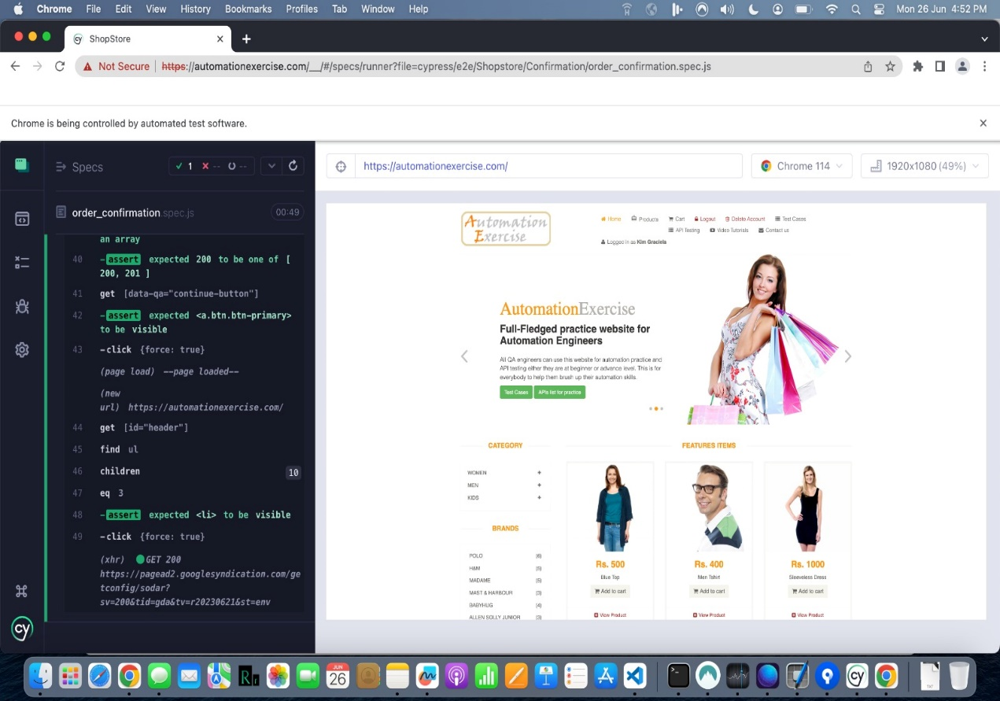 Chrome File Edit View History Bookmarks Profiles Tab Window Help Mon 26 Jun 4:52 PM
ShopStore
Not Secure https://automationexercise.com/__/#/specs/runner?file=cypress/e2e/Shopstore/Confirmation/order_confirmation.spec.js
Chrome is being controlled by automated test software.
Specs 1 -- --
order_confirmation.spec.js 00:49
an array
40 -assert expected 200 to be one of [
200, 201 ]
41 get [data-qa="continue-button"]
42 -assert expected <a.btn.btn-primary>
to be visible
43 -click {force: true}
(page load) --page loaded--
(new
url) https://automationexercise.com/
44 get [id="header"]
45 find ul
46 children 10
47 eq 3
48 -assert expected <li> to be visible
49 -click {force: true}
(xhr) GET 200
https://pagead2.googlesyndication.com/ge
tconfig/sodar?
sv=200&tid=gda&tv=r20230621&st=env
cy
https://automationexercise.com/ Chrome 114 1920x1080 (49%)
Automation
Exercise
Home Products Cart Logout Delete Account Test Cases
API Testing Video Tutorials Contact us
Logged in as Kim Graciela
AutomationExercise
Full-Fledged practice website for
Automation Engineers
All QA engineers can use this website for automation practice and
API testing either they are at beginner or advance level. This is for
everybody to help them brush up their automation skills.
Test Cases APIs list for practice
CATEGORY
WOMEN +
MEN +
KIDS +
BRANDS
POLO (6)
H&M (5)
MADAME (5)
MAST & HARBOUR (3)
BABYHUG (4)
ALLEN SOLLY JUNIOR (3)
FEATURES ITEMS
Rs. 500 Rs. 400 Rs. 1000
Blue Top Men Tshirt Sleeveless Dress
Add to cart Add to cart Add to cart
View Product View Product View Product
JUN
26
Rr
cy
TXT